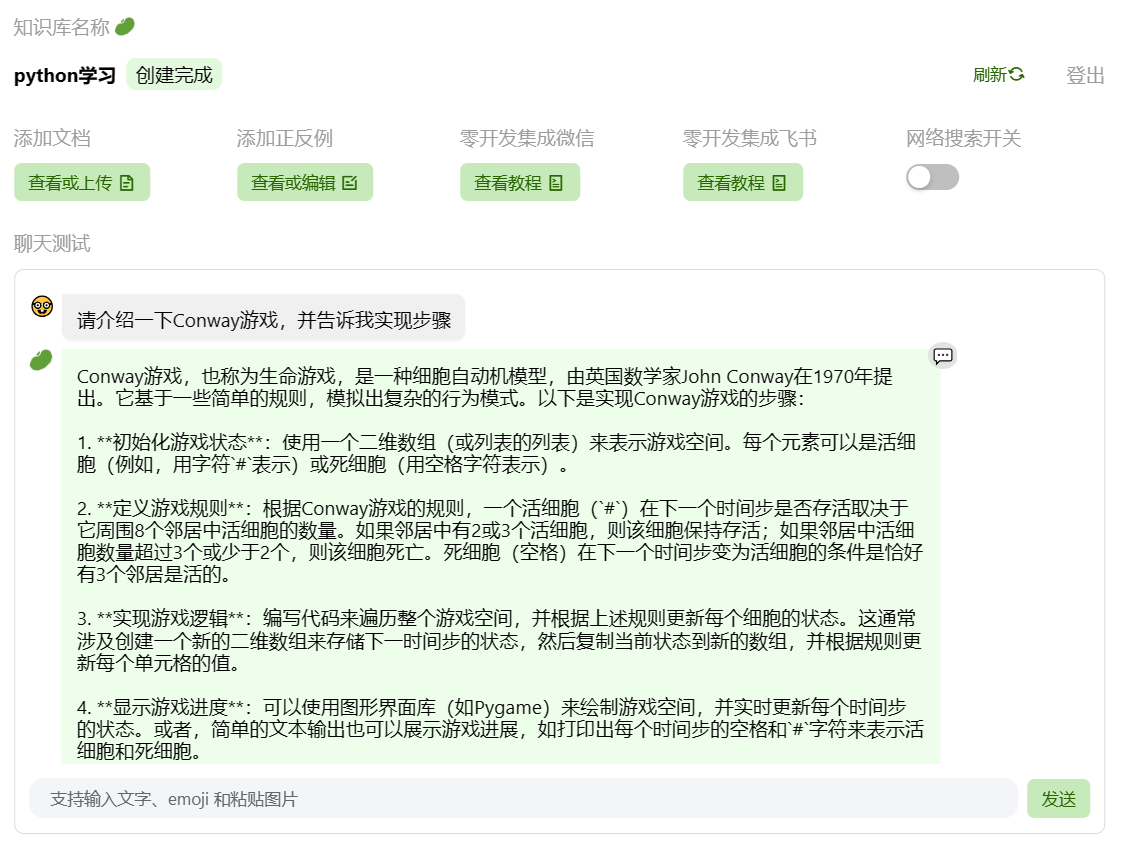 知识库名称
python学习 创建完成 刷新 登出
添加文档 添加正反例 零开发集成微信 零开发集成飞书 网络搜索开关
查看或上传 查看或编辑 查看教程 查看教程
聊天测试
请介绍一下Conway游戏，并告诉我实现步骤
Conway游戏，也称为生命游戏，是一种细胞自动机模型，由英国数学家John Conway在1970年提
出。它基于一些简单的规则，模拟出复杂的行为模式。以下是实现Conway游戏的步骤：
1. **初始化游戏状态**：使用一个二维数组（或列表的列表）来表示游戏空间。每个元素可以是活细
胞（例如，用字符`#`表示）或死细胞（用空格字符表示）。
2. **定义游戏规则**：根据Conway游戏的规则，一个活细胞（`#`）在下一个时间步是否存活取决于
它周围8个邻居中活细胞的数量。如果邻居中有2或3个活细胞，则该细胞保持存活；如果邻居中活细
胞数量超过3个或少于2个，则该细胞死亡。死细胞（空格）在下一个时间步变为活细胞的条件是恰好
有3个邻居是活的。
3. **实现游戏逻辑**：编写代码来遍历整个游戏空间，并根据上述规则更新每个细胞的状态。这通常
涉及创建一个新的二维数组来存储下一时间步的状态，然后复制当前状态到新的数组，并根据规则更
新每个单元格的值。
4. **显示游戏进度**：可以使用图形界面库（如Pygame）来绘制游戏空间，并实时更新每个时间步
的状态。或者，简单的文本输出也可以展示游戏进展，如打印出每个时间步的空格和`#`字符来表示活
细胞和死细胞。
支持输入文字、emoji 和粘贴图片 发送